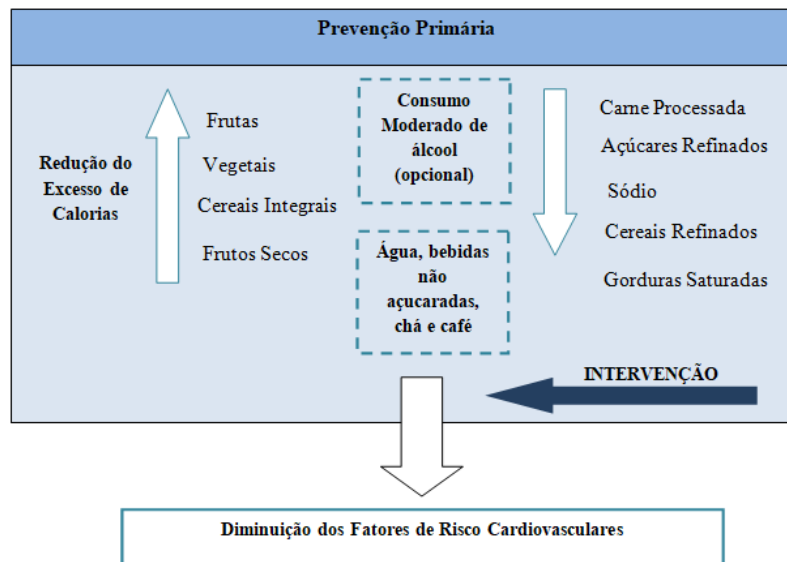 Prevenção Primária
Redução do
Excesso de
Calorias
Frutas
Vegetais
Cereais Integrais
Frutos Secos
Consumo
Moderado de
álcool
(opcional)
Água, bebidas
não
açucaradas,
chá e café
Carne Processada
Açúcares Refinados
Sódio
Cereais Refinados
Gorduras Saturadas
INTERVENÇÃO
Diminuição dos Fatores de Risco Cardiovasculares